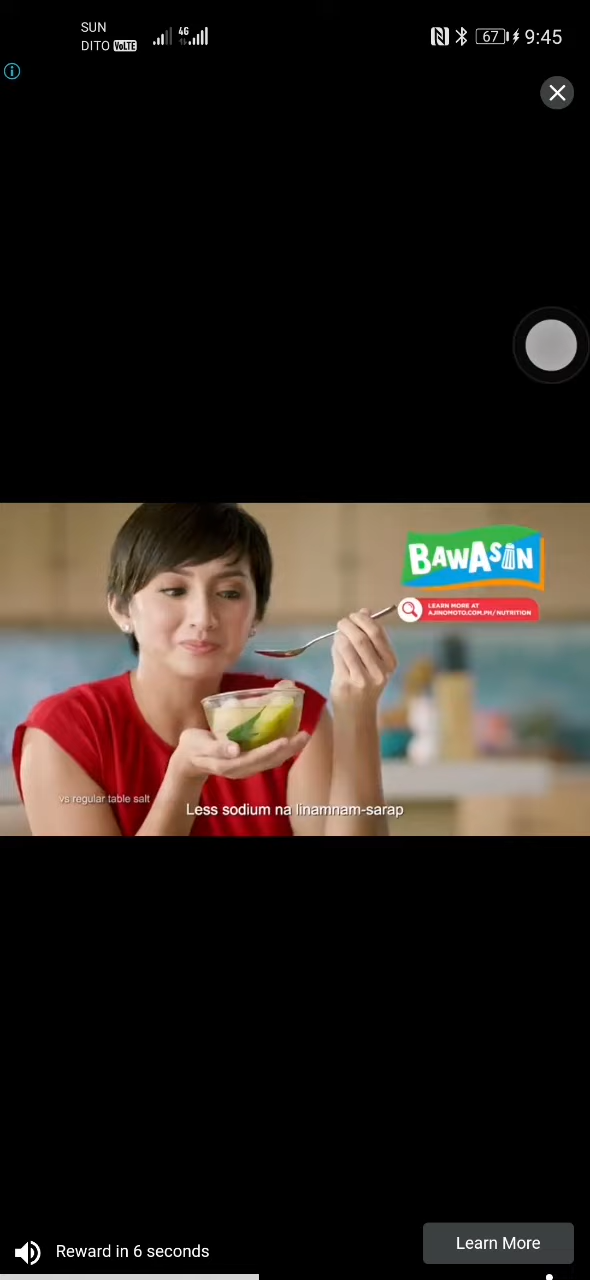 SUN
DITO VoLTE
4G
67
9:45
BAWASIN
LEARN MORE AT
AJINOMOTO.COM.PH/NUTRITION
vs regular table salt
Less sodium na linamnam-sarap
Reward in 6 seconds
Learn More